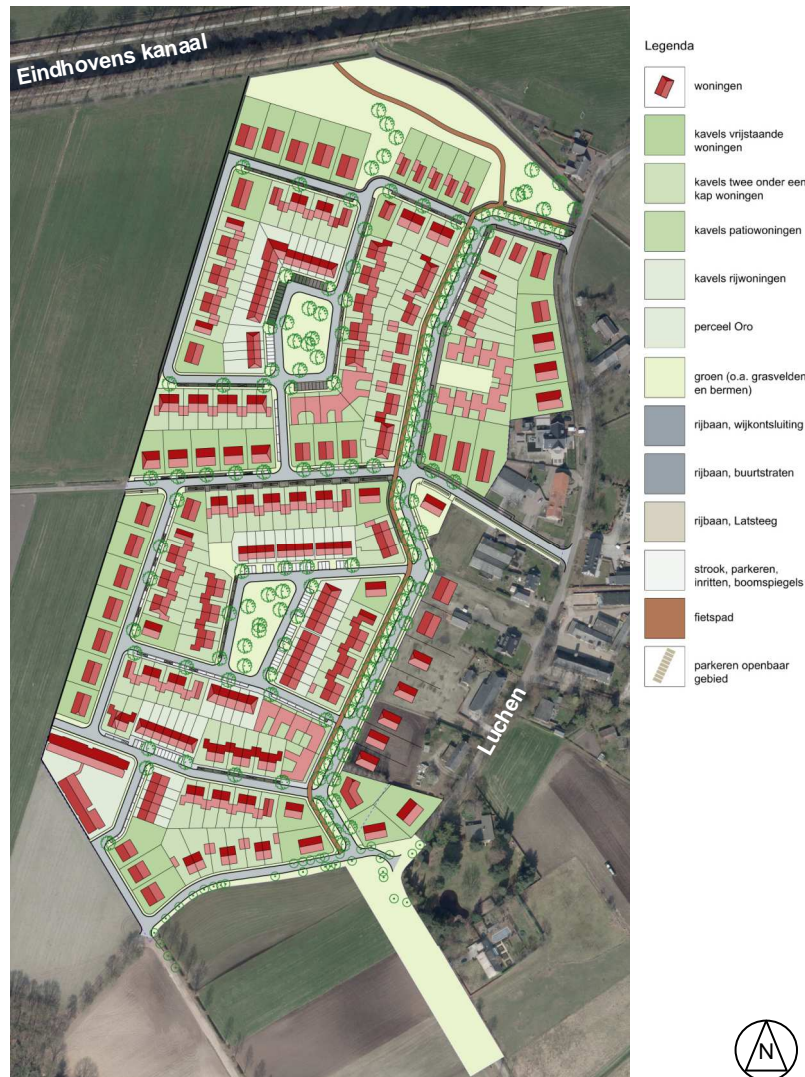 Eindhovens kanaal
Luchen
Legenda
woningen
kavels vrijstaande
woningen
kavels twee onder een
kap woningen
kavels patiowoningen
kavels rijwoningen
perceel Oro
groen (o.a. grasvelden
en bermen)
rijbaan, wijkontsluiting
rijbaan, buurtstraten
rijbaan, Latsteeg
strook, parkeren,
inritten, boomspiegels
fietspad
parkeren openbaar
gebied
N